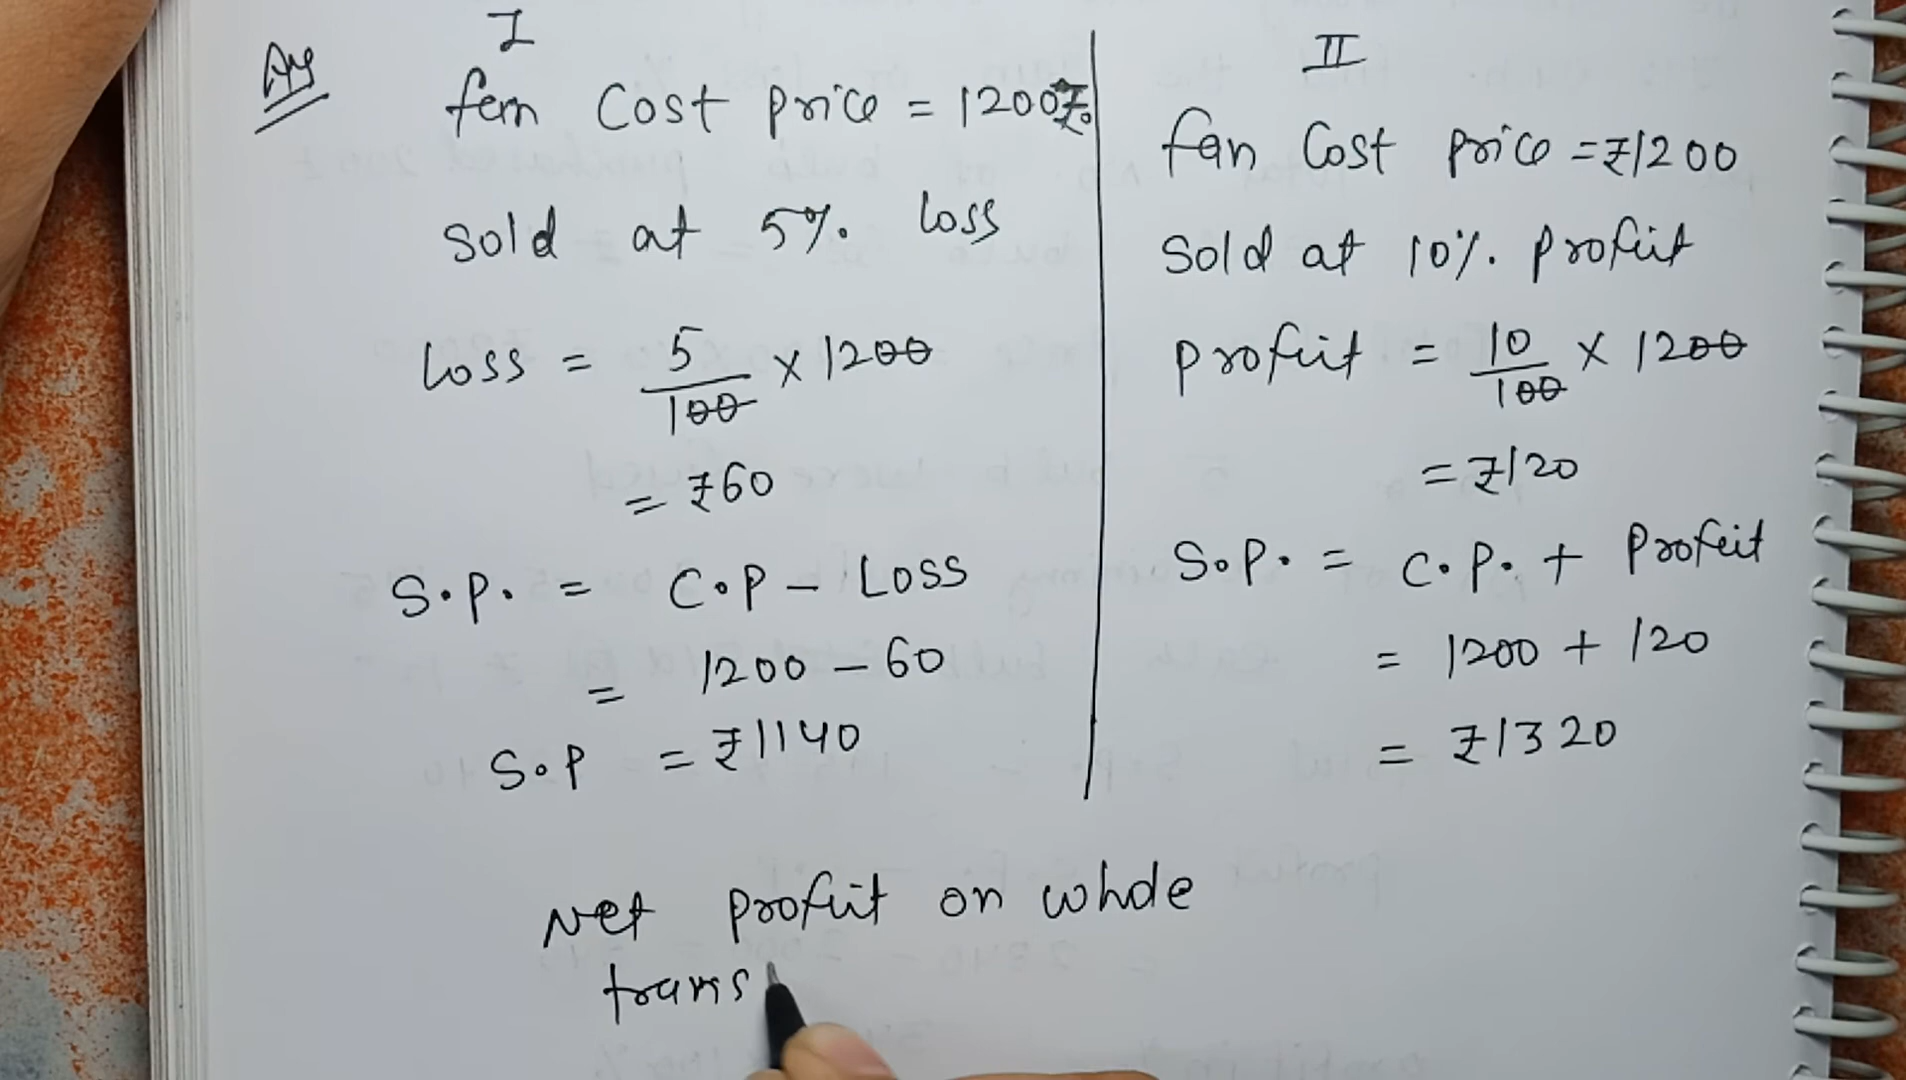 Ans
I
fan Cost price = 1200₹.
Sold at 5% loss
Loss = 5/100 × 1200
= ₹60
S.P. = C.P – Loss
= 1200 – 60
S.P = ₹1140
II
fan Cost price = ₹1200
Sold at 10% profit
profit = 10/100 × 1200
= ₹120
S.P. = C.P. + Profit
= 1200 + 120
= ₹1320
Net profit on whole
trans